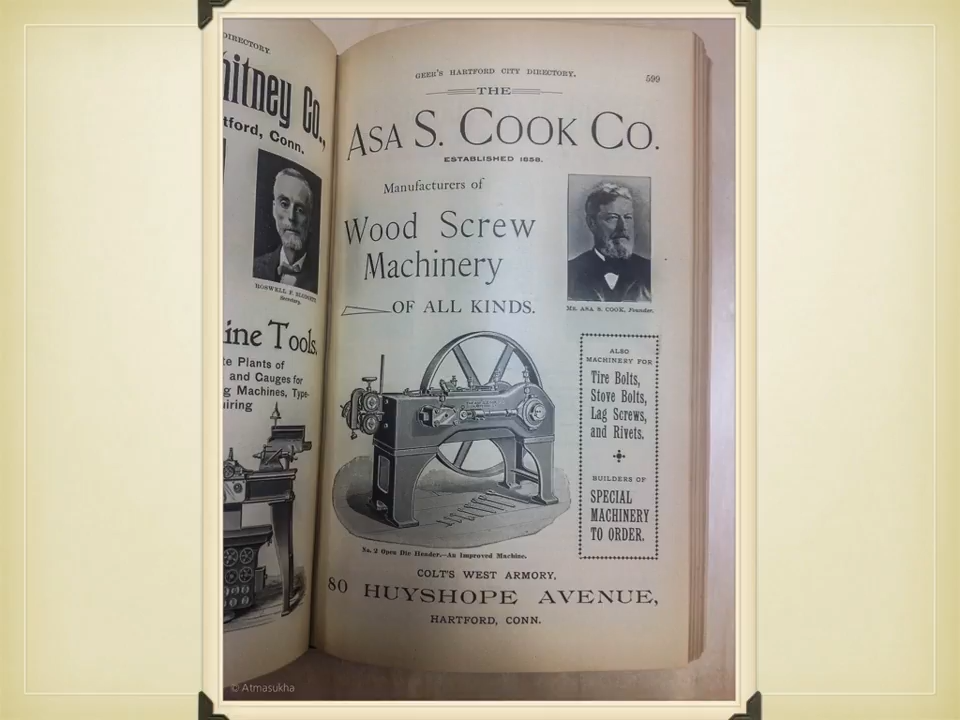 DIRECTORY.
hitney Co.,
tford, Conn.
Secretary.
ine Tools.
te Plants of
and Gauges for
g Machines, Type-
iring
GEER'S HARTFORD CITY DIRECTORY. 599
THE
ASA S. COOK CO.
ESTABLISHED 1858.
Manufacturers of
Wood Screw
Machinery
OF ALL KINDS.
MR. ASA S. COOK, Founder.
ALSO
MACHINERY FOR
Tire Bolts,
Stove Bolts,
Lag Screws,
and Rivets.
BUILDERS OF
SPECIAL
MACHINERY
TO ORDER.
No. 2 Open Die Header.—An Improved Machine.
COLT'S WEST ARMORY,
80 HUYSHOPE AVENUE,
HARTFORD, CONN.
© Atmasukha